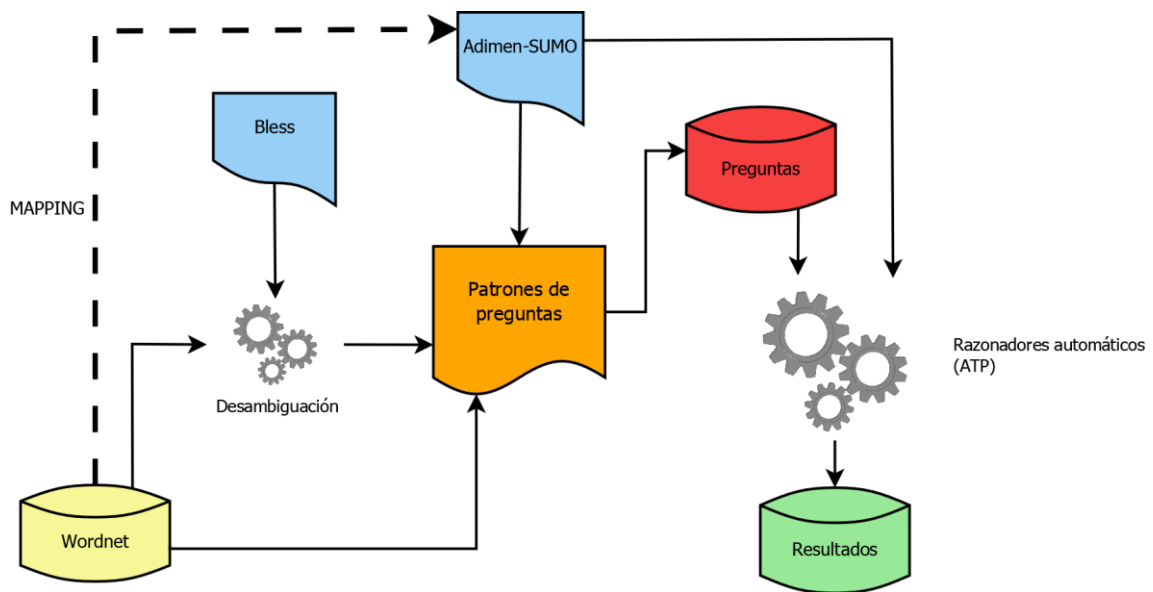 Adimen-SUMO
Bless
Preguntas
MAPPING
Patrones de
preguntas
Razonadores automáticos
(ATP)
Desambiguación
Wordnet
Resultados